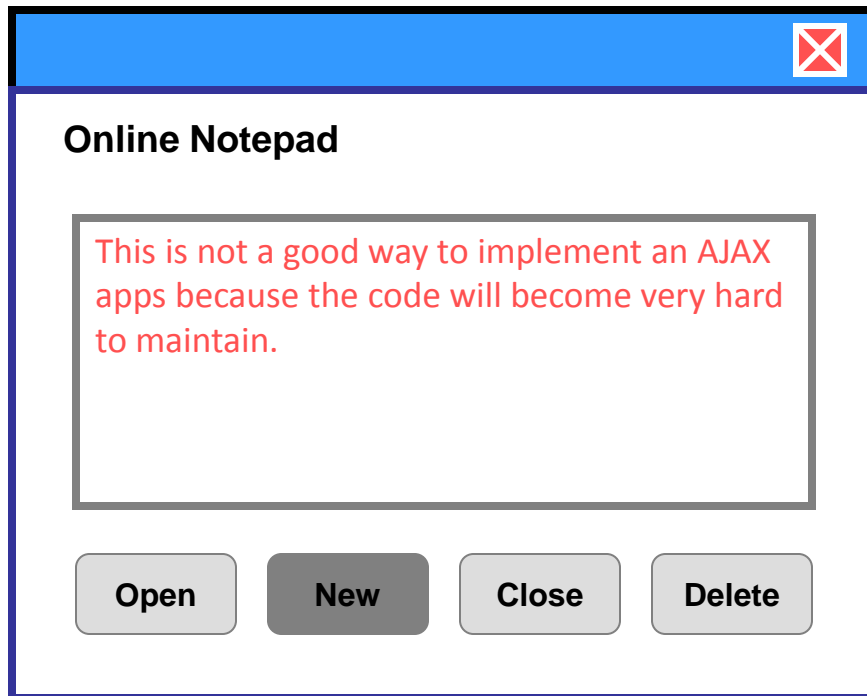 Online Notepad
This is not a good way to implement an AJAX
apps because the code will become very hard
to maintain.
Open New Close Delete